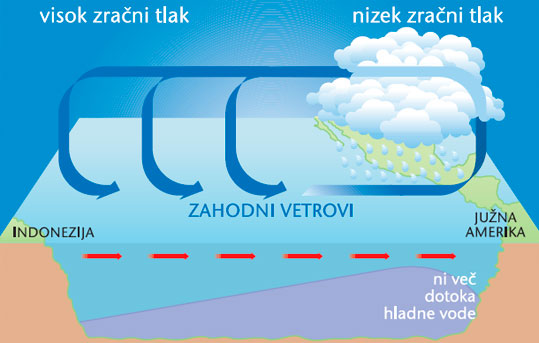 visok zračni tlak
nizek zračni tlak
ZAHODNI VETROVI
INDONEZIJA
JUŽNA
AMERIKA
ni več
dotoka
hladne vode